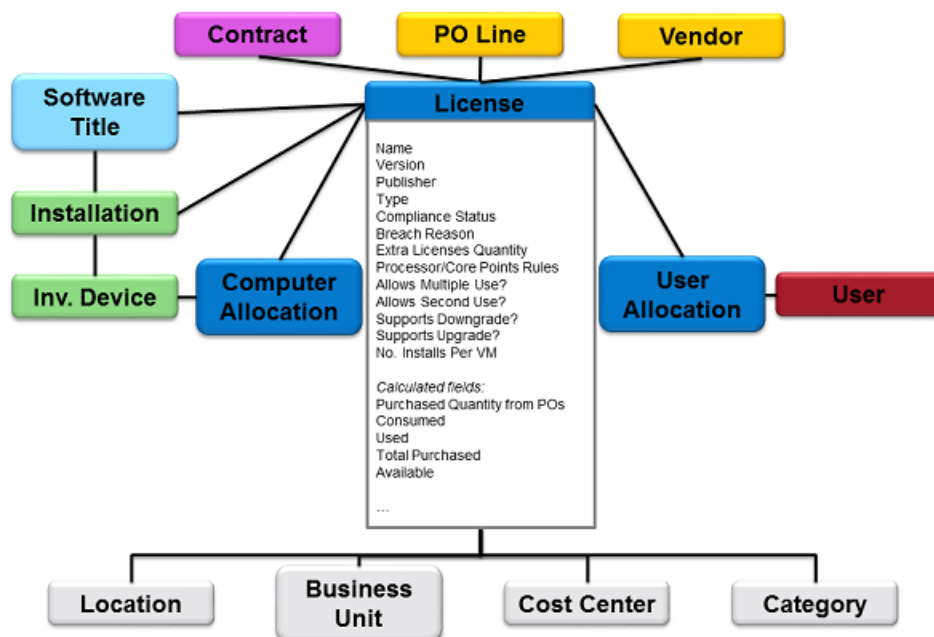 Contract
PO Line
Vendor
Software
Title
License
Installation
Inv. Device
Computer
Allocation
Name
Version
Publisher
Type
Compliance Status
Breach Reason
Extra Licenses Quantity
Processor/Core Points Rules
Allows Multiple Use?
Allows Second Use?
Supports Downgrade?
Supports Upgrade?
No. Installs Per VM
Calculated fields:
Purchased Quantity from POs
Consumed
Used
Total Purchased
Available
...
User
Allocation
User
Location
Business
Unit
Cost Center
Category